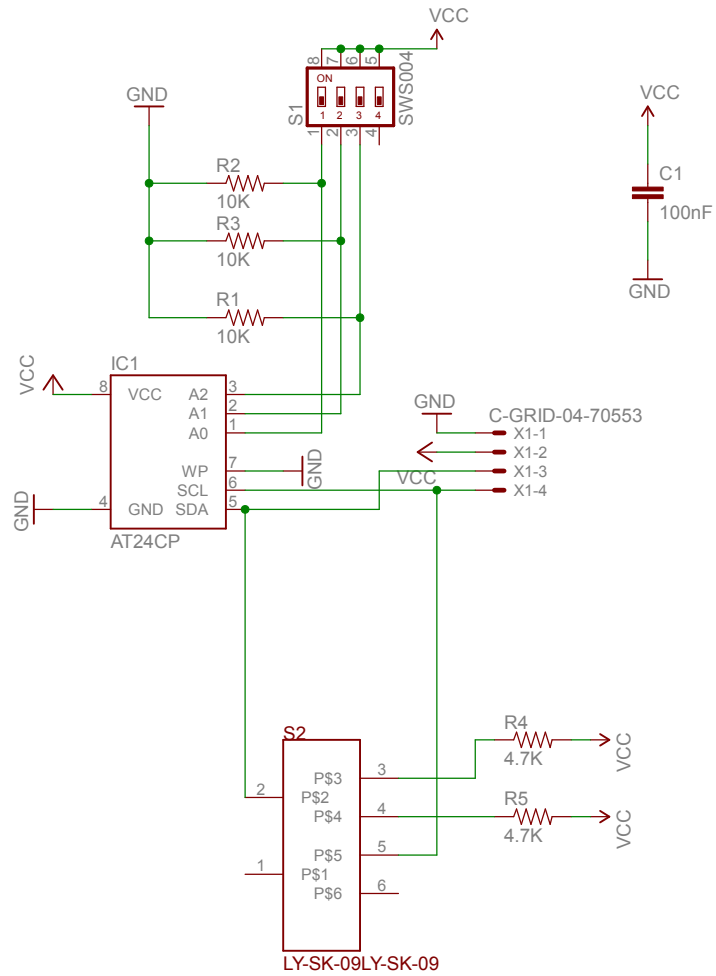 VCC
8 7 6 5
ON
1 2 3 4
S1
SWS004
1 2 3 4
GND
R2
10K
R3
10K
R1
10K
VCC
C1
100nF
GND
IC1
VCC
8 VCC A2 3
A1 2
A0 1
WP 7
GND
SCL 6
GND
4 GND SDA 5
AT24CP
GND
C-GRID-04-70553
X1-1
X1-2
VCC
X1-3
X1-4
S2
R4
4.7K
VCC
P$3 3
2 P$2
R5
4.7K
VCC
P$4 4
P$5 5
1 P$1
P$6 6
LY-SK-09LY-SK-09